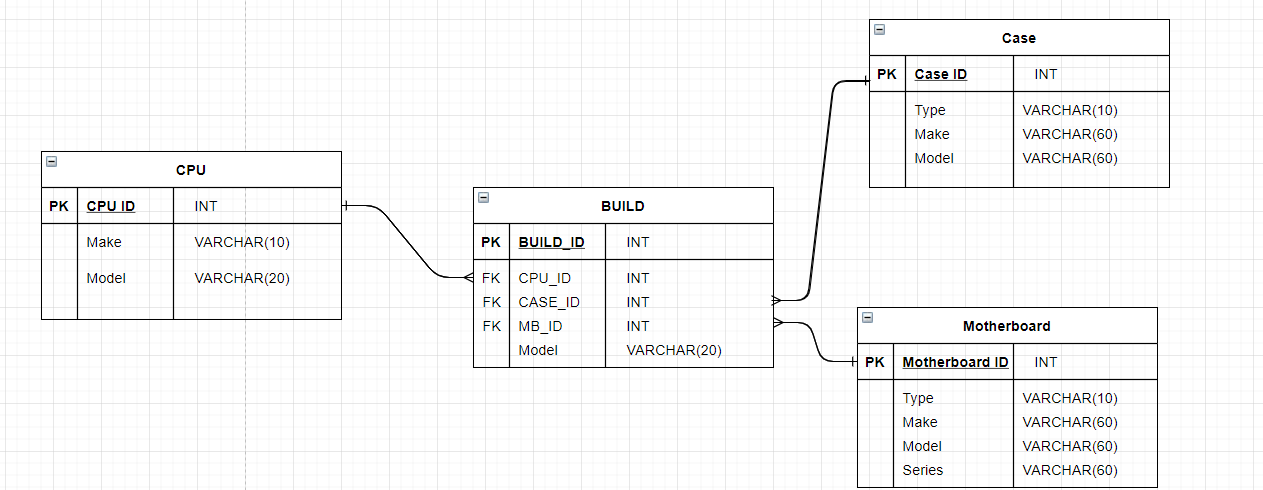 CPU
PK CPU ID INT
Make VARCHAR(10)
Model VARCHAR(20)
BUILD
PK BUILD_ID INT
FK CPU_ID INT
FK CASE_ID INT
FK MB_ID INT
Model VARCHAR(20)
Case
PK Case ID INT
Type VARCHAR(10)
Make VARCHAR(60)
Model VARCHAR(60)
Motherboard
PK Motherboard ID INT
Type VARCHAR(10)
Make VARCHAR(60)
Model VARCHAR(60)
Series VARCHAR(60)